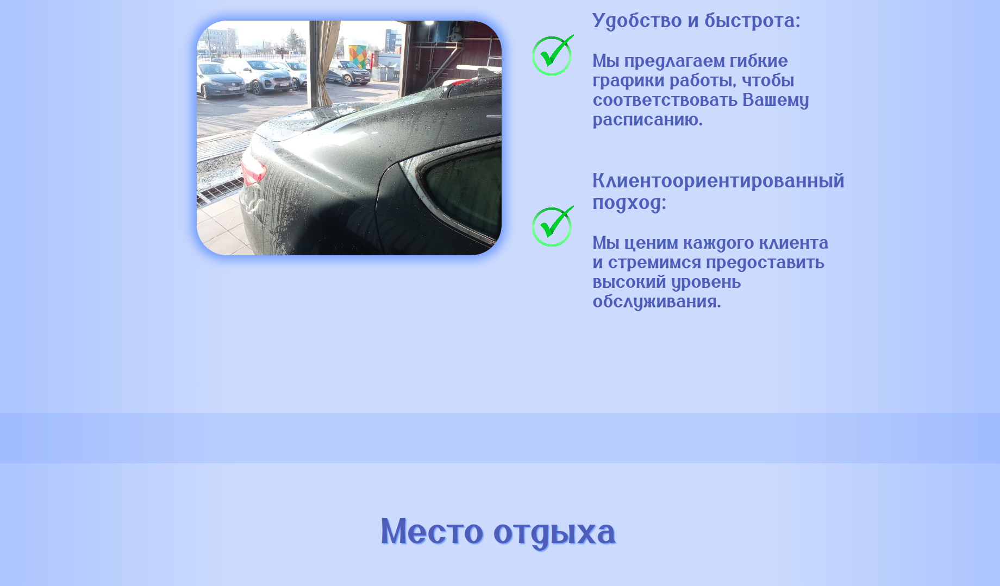 Удобство и быстрота:
Мы предлагаем гибкие
графики работы, чтобы
соответствовать Вашему
расписанию.
Клиентоориентированный
подход:
Мы ценим каждого клиента
и стремимся предоставить
высокий уровень
обслуживания.
Место отдыха